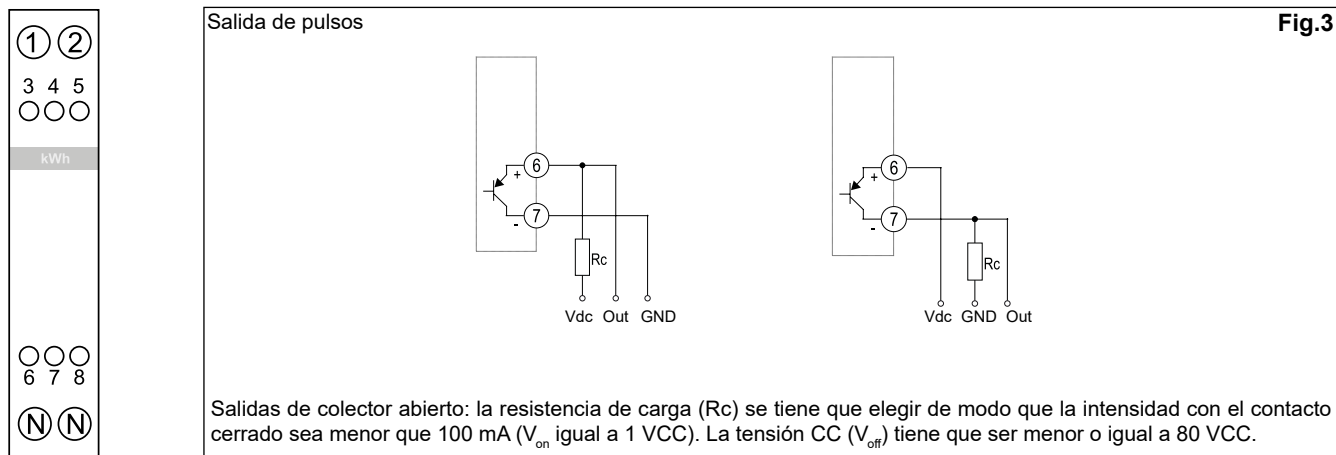 1 2
3 4 5
kWh
6 7 8
N N
Salida de pulsos
Fig.3
+ 6
- 7
Rc
Vdc Out GND
+ 6
- 7
Rc
Vdc GND Out
Salidas de colector abierto: la resistencia de carga (Rc) se tiene que elegir de modo que la intensidad con el contacto
cerrado sea menor que 100 mA (Von igual a 1 VCC). La tensión CC (Voff) tiene que ser menor o igual a 80 VCC.